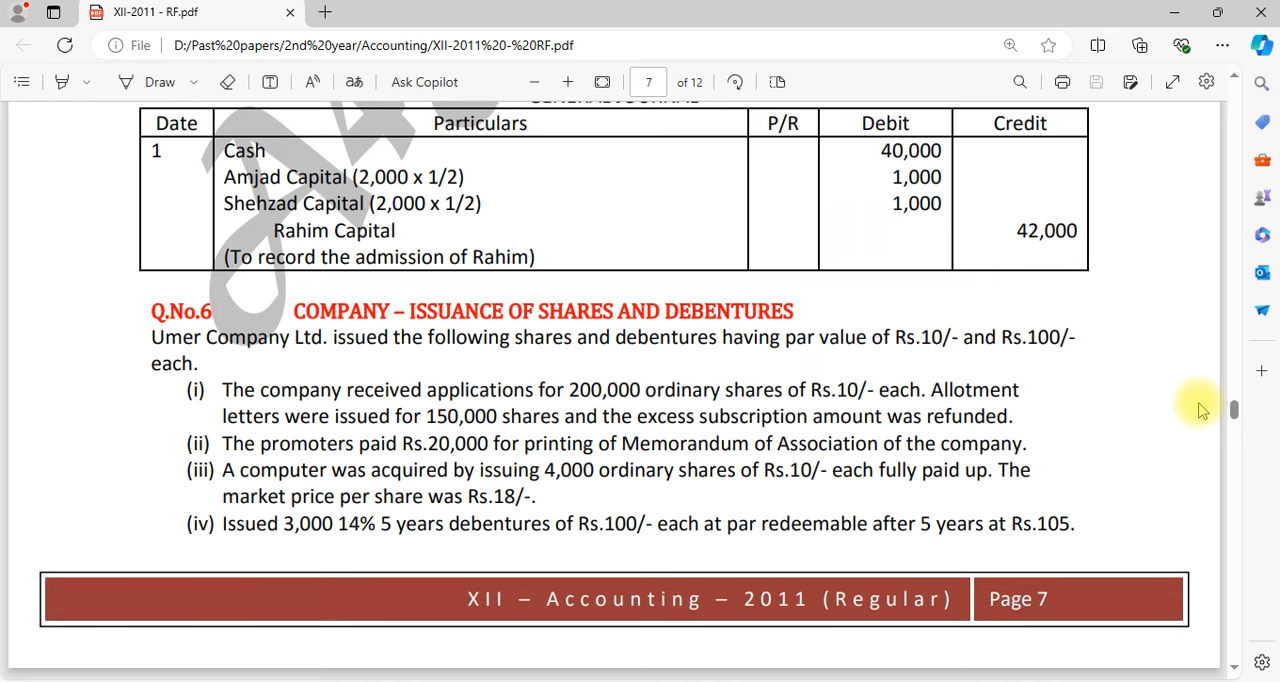 XII-2011 - RF.pdf
File D:/Past%20papers/2nd%20year/Accounting/XII-2011%20-%20RF.pdf
Draw Ask Copilot 7 of 12
Date Particulars P/R Debit Credit
1 Cash 40,000
Amjad Capital (2,000 x 1/2) 1,000
Shehzad Capital (2,000 x 1/2) 1,000
Rahim Capital 42,000
(To record the admission of Rahim)
Q.No.6 COMPANY – ISSUANCE OF SHARES AND DEBENTURES
Umer Company Ltd. issued the following shares and debentures having par value of Rs.10/- and Rs.100/-
each.
(i) The company received applications for 200,000 ordinary shares of Rs.10/- each. Allotment
letters were issued for 150,000 shares and the excess subscription amount was refunded.
(ii) The promoters paid Rs.20,000 for printing of Memorandum of Association of the company.
(iii) A computer was acquired by issuing 4,000 ordinary shares of Rs.10/- each fully paid up. The
market price per share was Rs.18/-.
(iv) Issued 3,000 14% 5 years debentures of Rs.100/- each at par redeemable after 5 years at Rs.105.
XII – Accounting – 2011 (Regular) Page 7